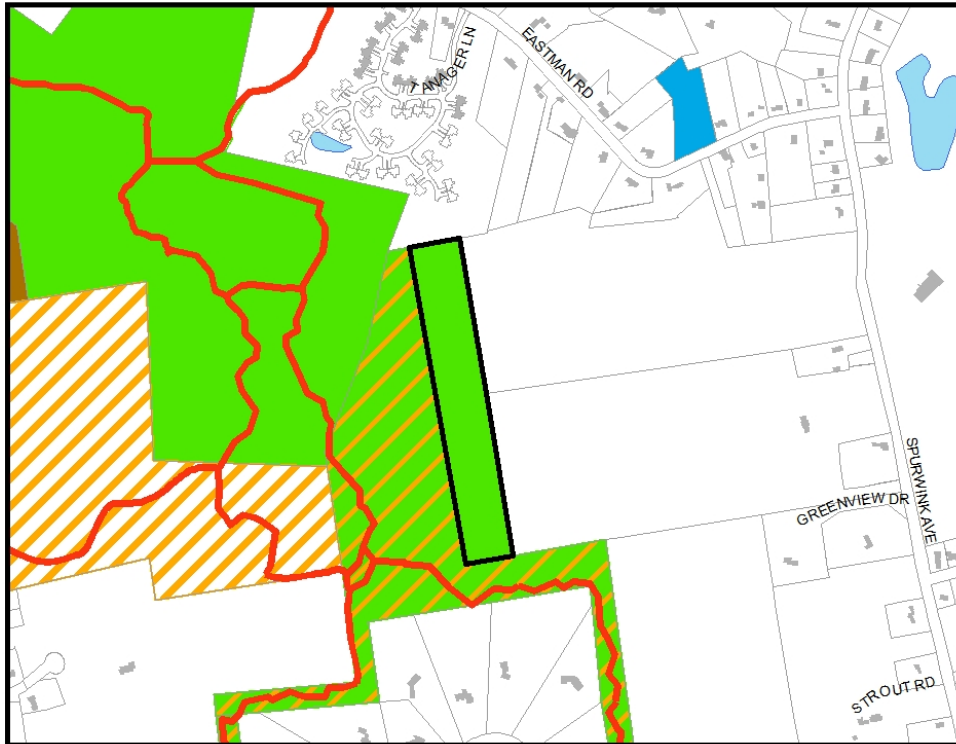 TANAGER LN
EASTMAN RD
SPURWINK AVE
GREENVIEW DR
STROUT RD